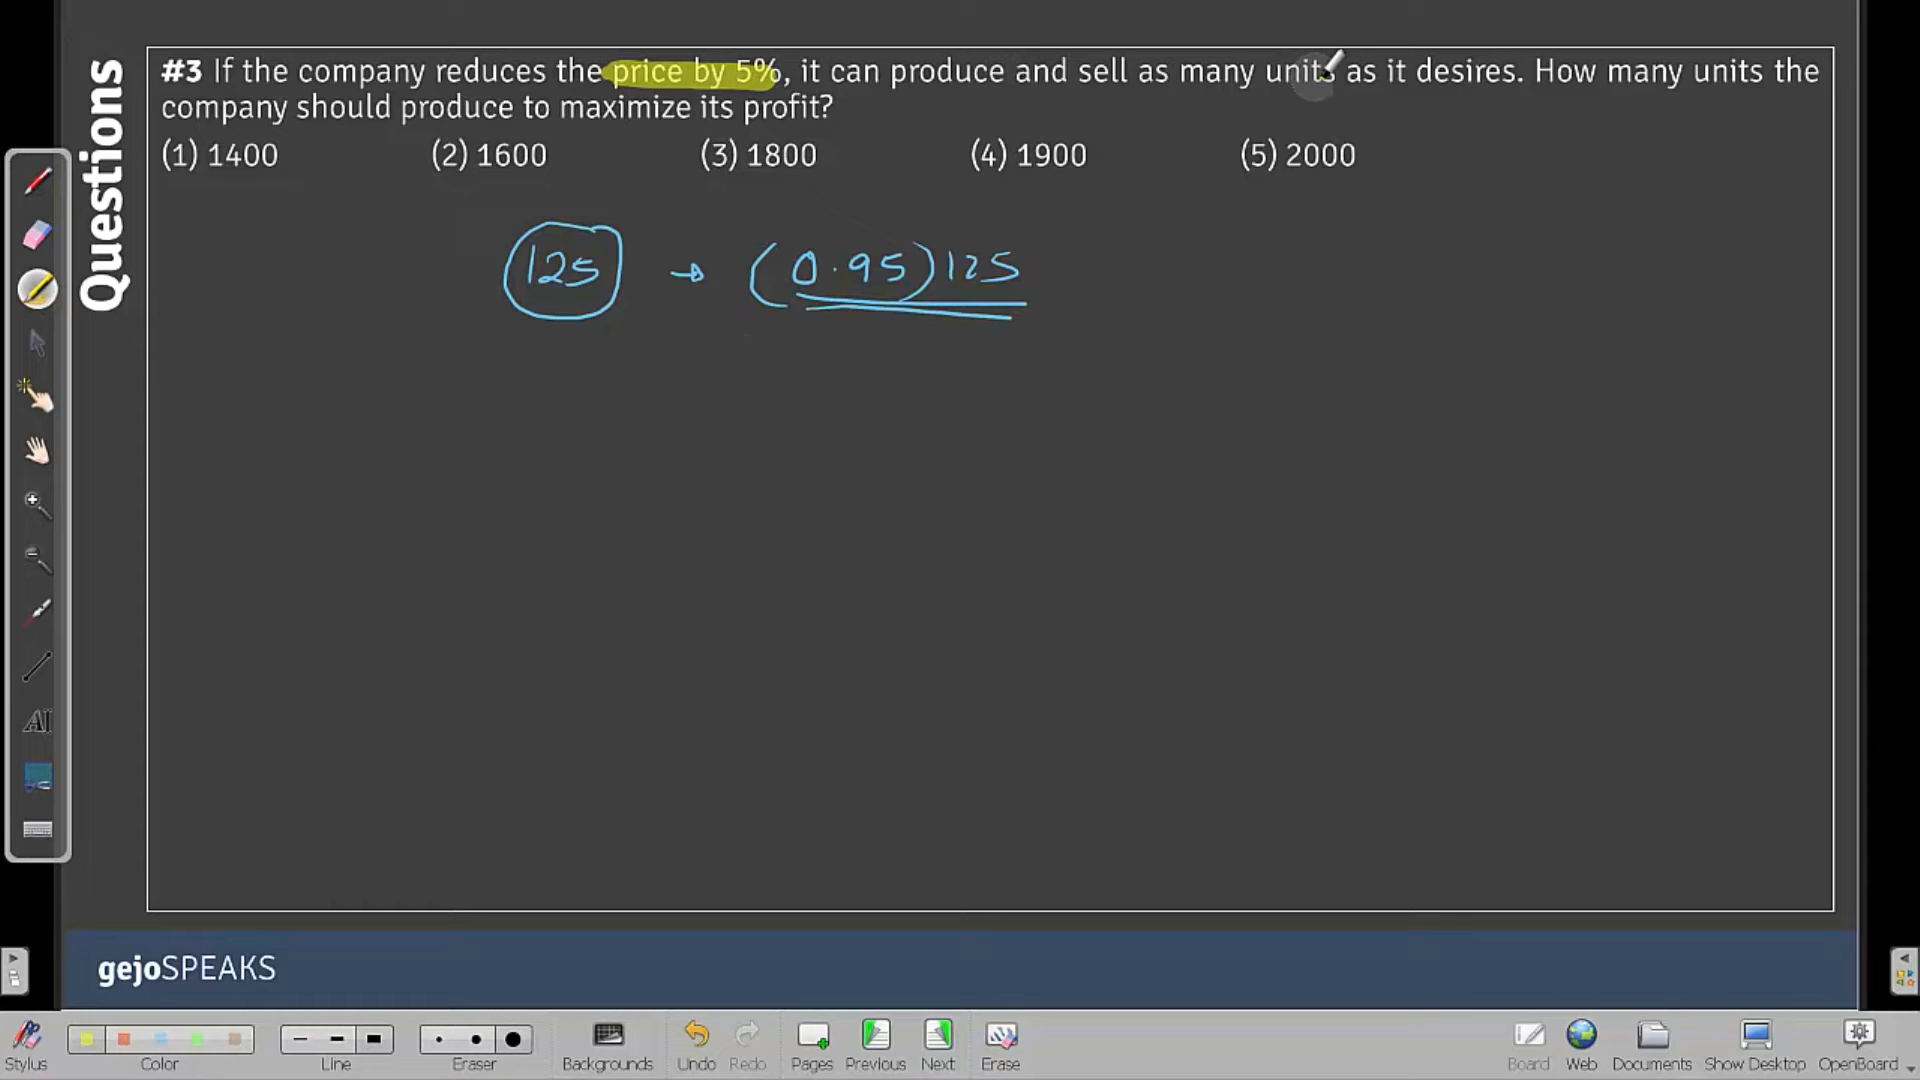 Questions
#3 If the company reduces the price by 5%, it can produce and sell as many units as it desires. How many units the
company should produce to maximize its profit?
(1) 1400 (2) 1600 (3) 1800 (4) 1900 (5) 2000
125 → (0.95)125
AI
gejoSPEAKS
Stylus Color Line Eraser Backgrounds Undo Redo Pages Previous Next Erase Board Web Documents Show Desktop OpenBoard